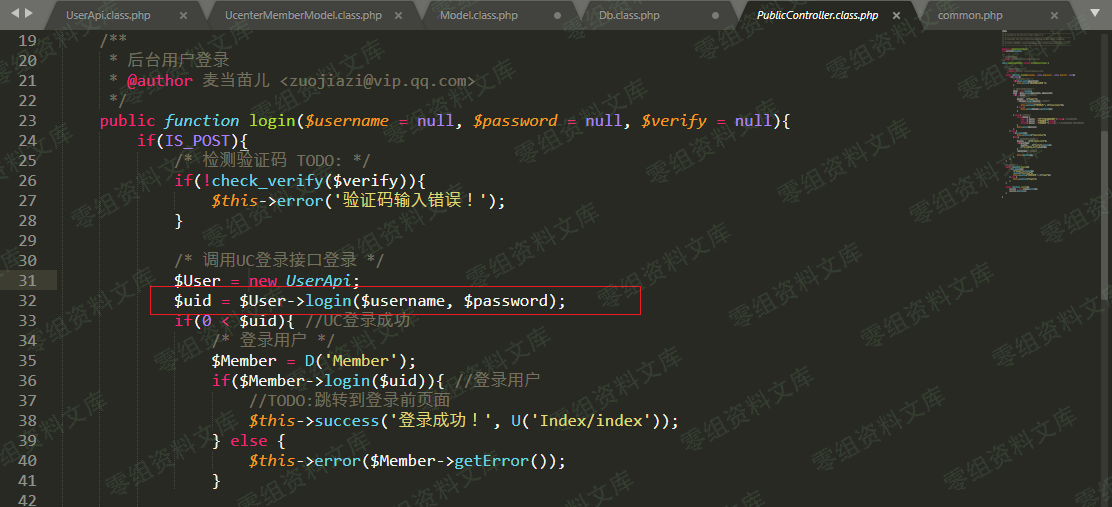 UserApi.class.php × UcenterMemberModel.class.php × Model.class.php Db.class.php PublicController.class.php × common.php
19 /**
20 * 后台用户登录
21 * @author 麦当苗儿 <zuojiazi@vip.qq.com>
22 */
23 public function login($username = null, $password = null, $verify = null){
24 if(IS_POST){
25 /* 检测验证码 TODO: */
26 if(!check_verify($verify)){
27 $this->error('验证码输入错误！');
28 }
29
30 /* 调用UC登录接口登录 */
31 $User = new UserApi;
32 $uid = $User->login($username, $password);
33 if(0 < $uid){ //UC登录成功
34 /* 登录用户 */
35 $Member = D('Member');
36 if($Member->login($uid)){ //登录用户
37 //TODO:跳转到登录前页面
38 $this->success('登录成功！', U('Index/index'));
39 } else {
40 $this->error($Member->getError());
41 }
42
零组资料文库